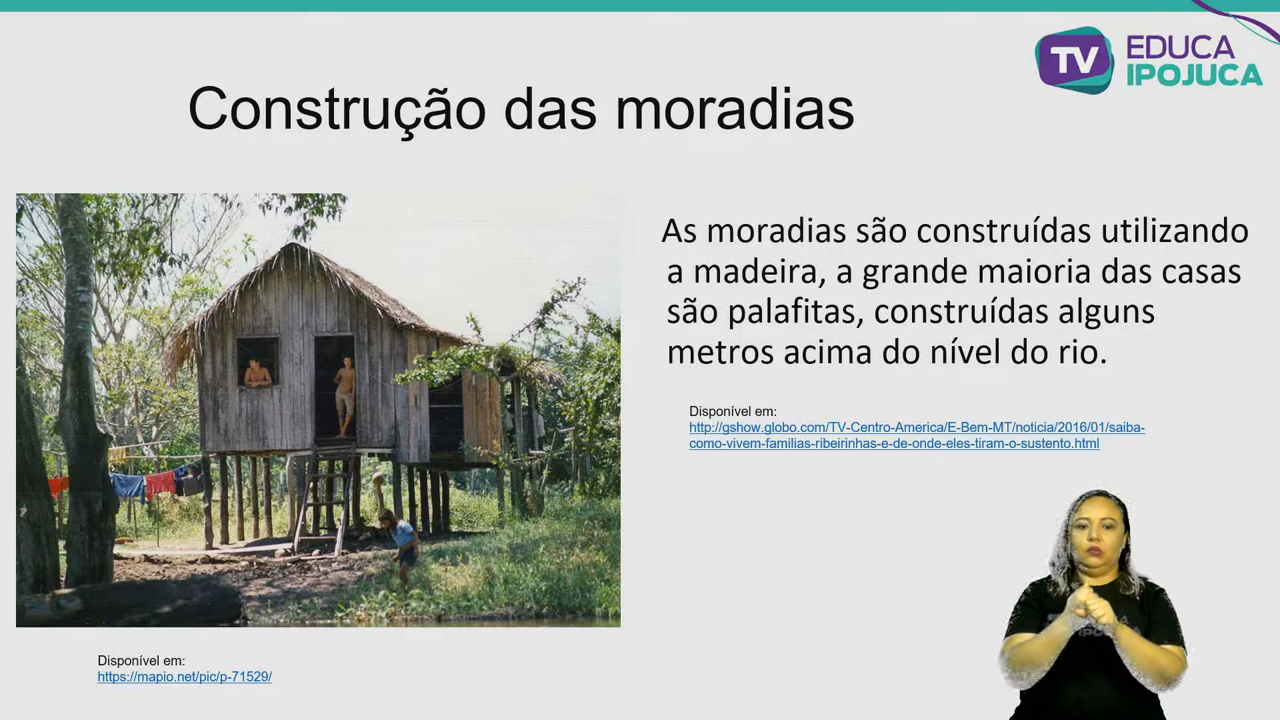 TV EDUCA
IPOJUCA
Construção das moradias
As moradias são construídas utilizando
a madeira, a grande maioria das casas
são palafitas, construídas alguns
metros acima do nível do rio.
Disponível em:
http://gshow.globo.com/TV-Centro-America/E-Bem-MT/noticia/2016/01/saiba-
como-vivem-familias-ribeirinhas-e-de-onde-eles-tiram-o-sustento.html
Disponível em:
https://mapio.net/pic/p-71529/
IPOJUCA